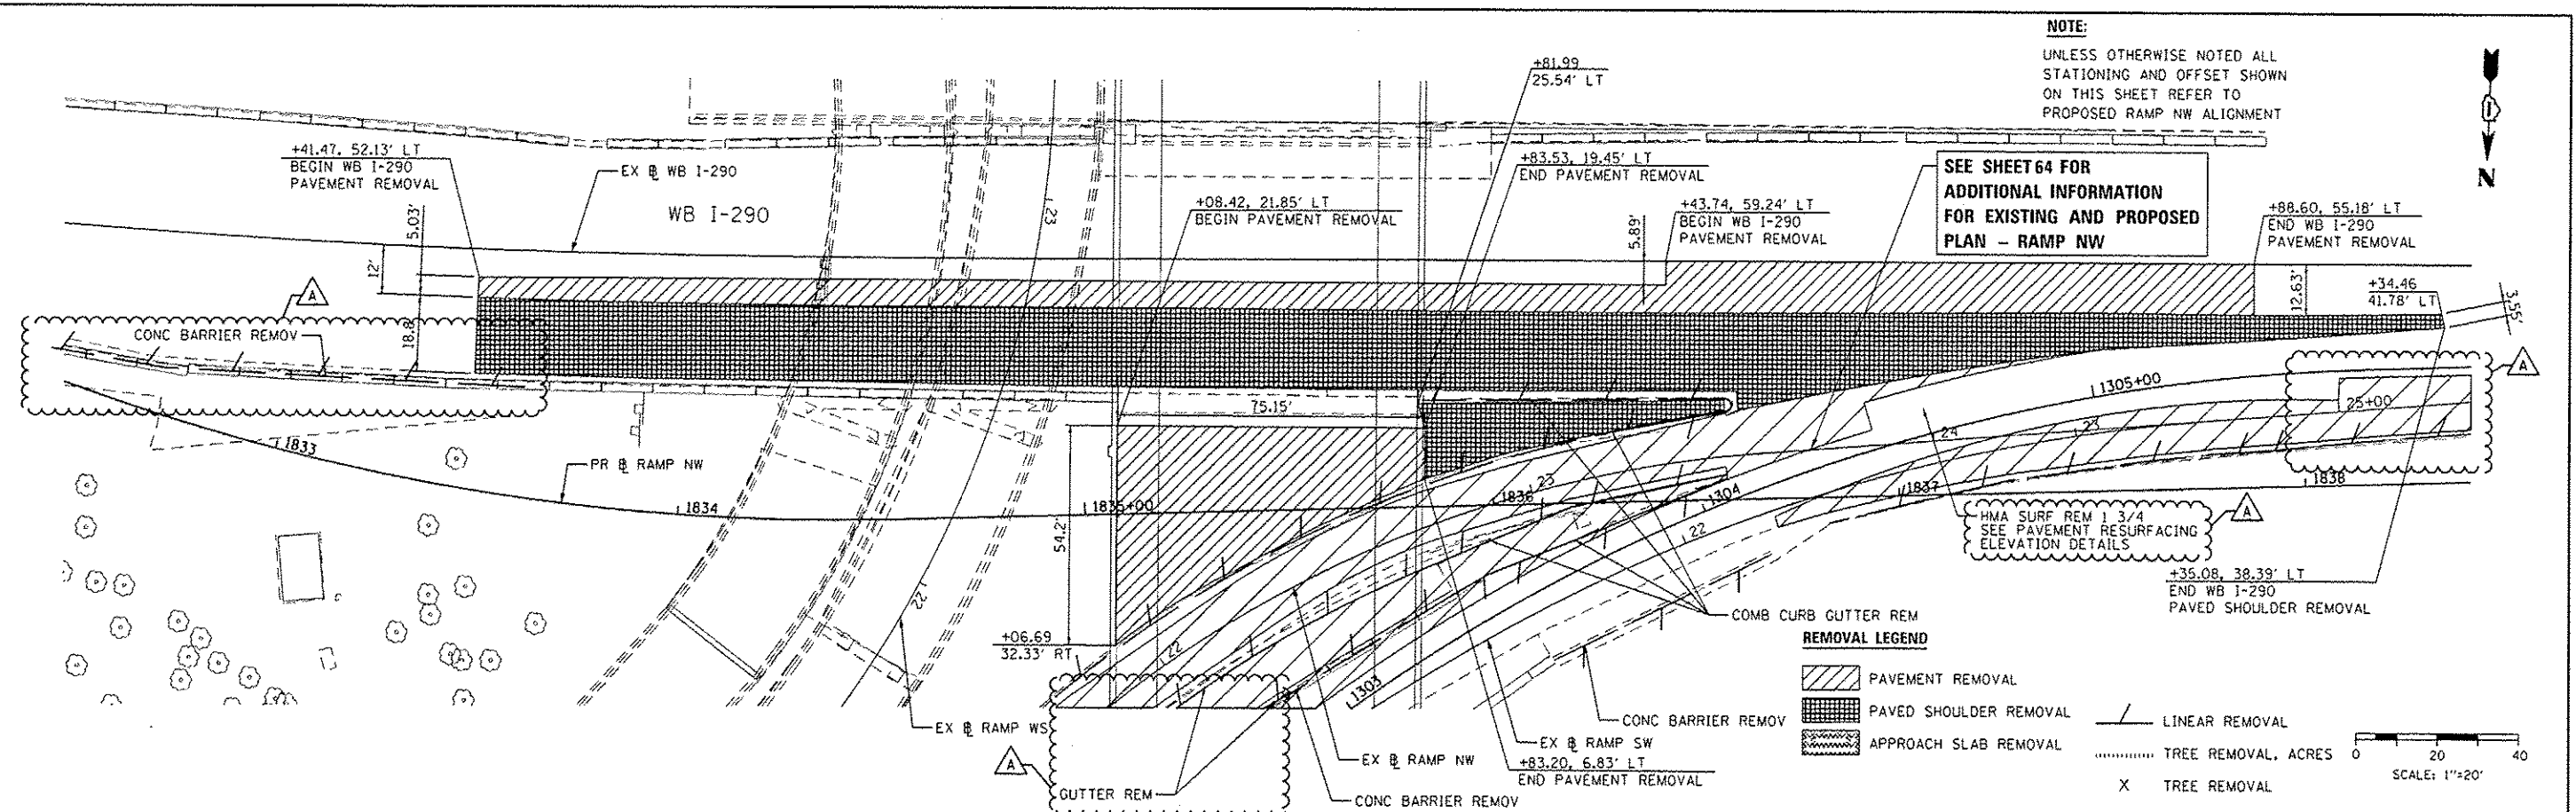 NOTE:
UNLESS OTHERWISE NOTED ALL
STATIONING AND OFFSET SHOWN
ON THIS SHEET REFER TO
PROPOSED RAMP NW ALIGNMENT
N
+81.99
25.54' LT
+41.47, 52.13' LT
BEGIN WB I-290
PAVEMENT REMOVAL
EX ℄ WB I-290
WB I-290
23
+83.53, 19.45' LT
END PAVEMENT REMOVAL
+08.42, 21.85' LT
BEGIN PAVEMENT REMOVAL
+43.74, 59.24' LT
BEGIN WB I-290
PAVEMENT REMOVAL
SEE SHEET 64 FOR
ADDITIONAL INFORMATION
FOR EXISTING AND PROPOSED
PLAN - RAMP NW
+88.60, 55.18' LT
END WB I-290
PAVEMENT REMOVAL
5.03'
12'
18.8
5.89'
12.63'
+34.46
41.78' LT
3.55'
A
CONC BARRIER REMOV
1833
PR ℄ RAMP NW
1834
1835+00
75.15'
54.2'
23
1836
1304
22
24
23
1837
1305+00
25+00
1838
A
HMA SURF REM 1 3/4
SEE PAVEMENT RESURFACING
ELEVATION DETAILS
A
+35.08, 38.39' LT
END WB I-290
PAVED SHOULDER REMOVAL
COMB CURB GUTTER REM
22
+06.69
32.33' RT
22
1303
EX ℄ RAMP WS
A
GUTTER REM
CONC BARRIER REMOV
EX ℄ RAMP NW
+83.20, 6.83' LT
END PAVEMENT REMOVAL
EX ℄ RAMP SW
CONC BARRIER REMOV
REMOVAL LEGEND
PAVEMENT REMOVAL
PAVED SHOULDER REMOVAL
APPROACH SLAB REMOVAL
LINEAR REMOVAL
TREE REMOVAL, ACRES
X TREE REMOVAL
0 20 40
SCALE: 1"=20'